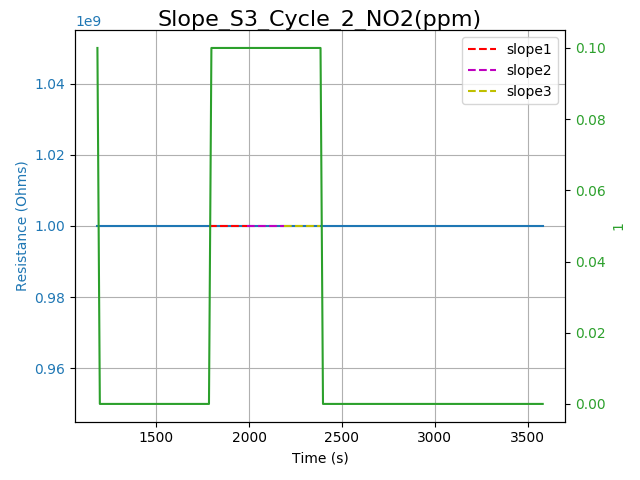 Slope_S3_Cycle_2_NO2(ppm)
1e9
slope1
slope2
slope3
1.04
1.02
1.00
0.98
0.96
Resistance (Ohms)
0.10
0.08
0.06
0.04
0.02
0.00
1
1500 2000 2500 3000 3500
Time (s)